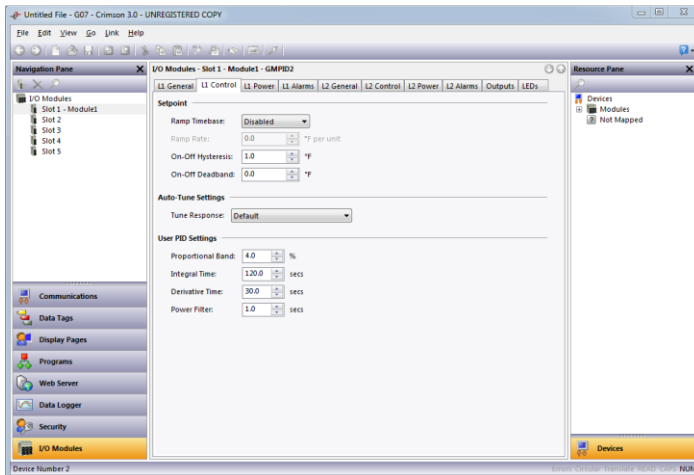 Untitled File - G07 - Crimson 3.0 - UNREGISTERED COPY
File Edit View Go Link Help
Navigation Pane
I/O Modules - Slot 1 - Module1 - GMPID2
Resource Pane
L1 General L1 Control L1 Power L1 Alarms L2 General L2 Control L2 Power L2 Alarms Outputs LEDs
I/O Modules
Slot 1 - Module1
Slot 2
Slot 3
Slot 4
Slot 5
Setpoint
Ramp Timebase: Disabled
Ramp Rate: 0.0 °F per unit
On-Off Hysteresis: 1.0 °F
On-Off Deadband: 0.0 °F
Auto-Tune Settings
Tune Response: Default
User PID Settings
Proportional Band: 4.0 %
Integral Time: 120.0 secs
Derivative Time: 30.0 secs
Power Filter: 1.0 secs
Devices
Modules
Not Mapped
Communications
Data Tags
Display Pages
Programs
Web Server
Data Logger
Security
I/O Modules
Devices
Device Number 2
Errors Circular Translate READ CAPS NUM